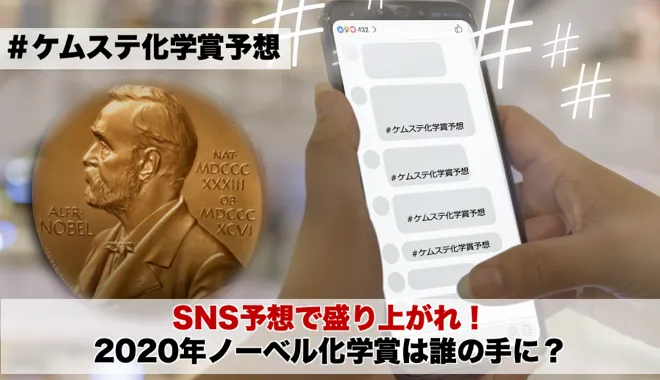 #ケムステ化学賞予想
432
#ケムステ化学賞予想
#ケムステ化学賞予想
#ケムステ化学賞予想
#ケムステ化学賞予想
ALFR.
NOBEL
NAT.
MDCCC
XXXIII
OB.
MDCCC
XCVI
SNS予想で盛り上がれ!
2020年ノーベル化学賞は誰の手に?